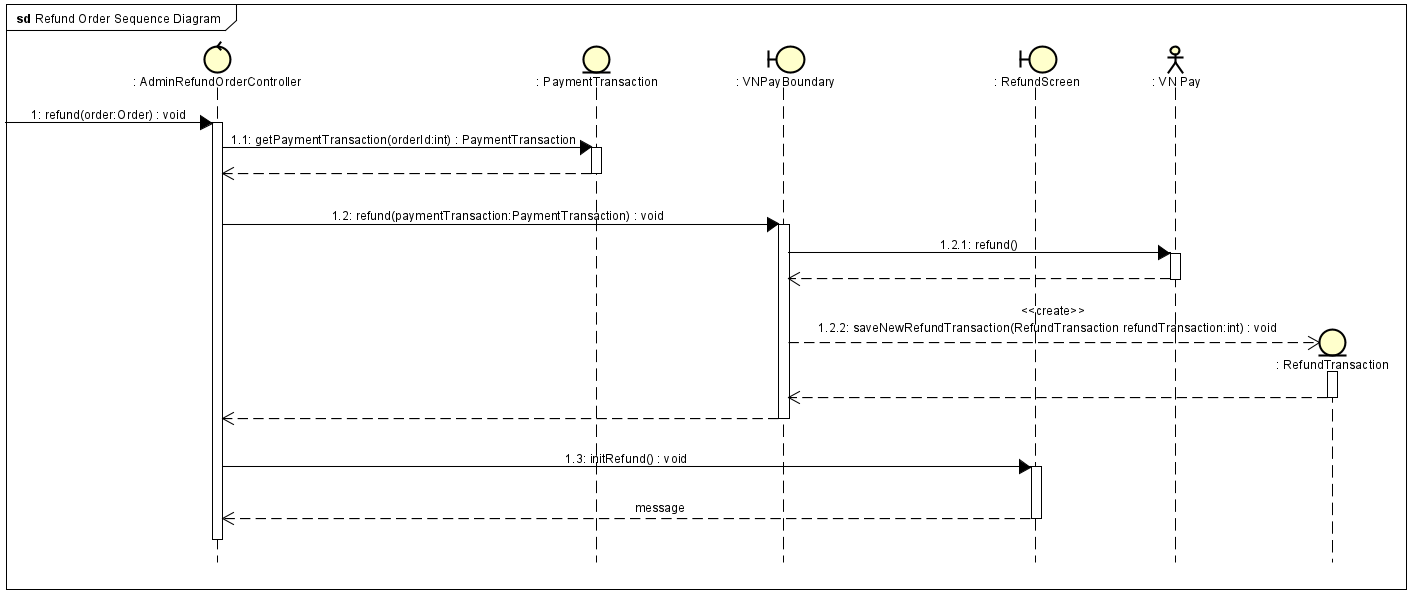 sd Refund Order Sequence Diagram
: AdminRefundOrderController
: PaymentTransaction
: VNPayBoundary
: RefundScreen
: VN Pay
1: refund(order:Order) : void
1.1: getPaymentTransaction(orderId:int) : PaymentTransaction
1.2: refund(paymentTransaction:PaymentTransaction) : void
1.2.1: refund()
<<create>>
1.2.2: saveNewRefundTransaction(RefundTransaction refundTransaction:int) : void
: RefundTransaction
1.3: initRefund() : void
message